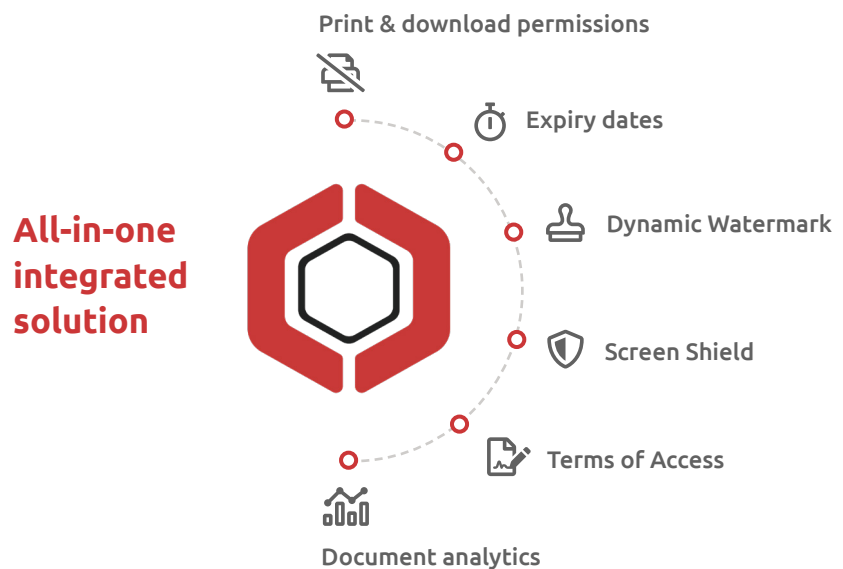 Print & download permissions
Expiry dates
All-in-one
integrated
solution
Dynamic Watermark
Screen Shield
Terms of Access
Document analytics